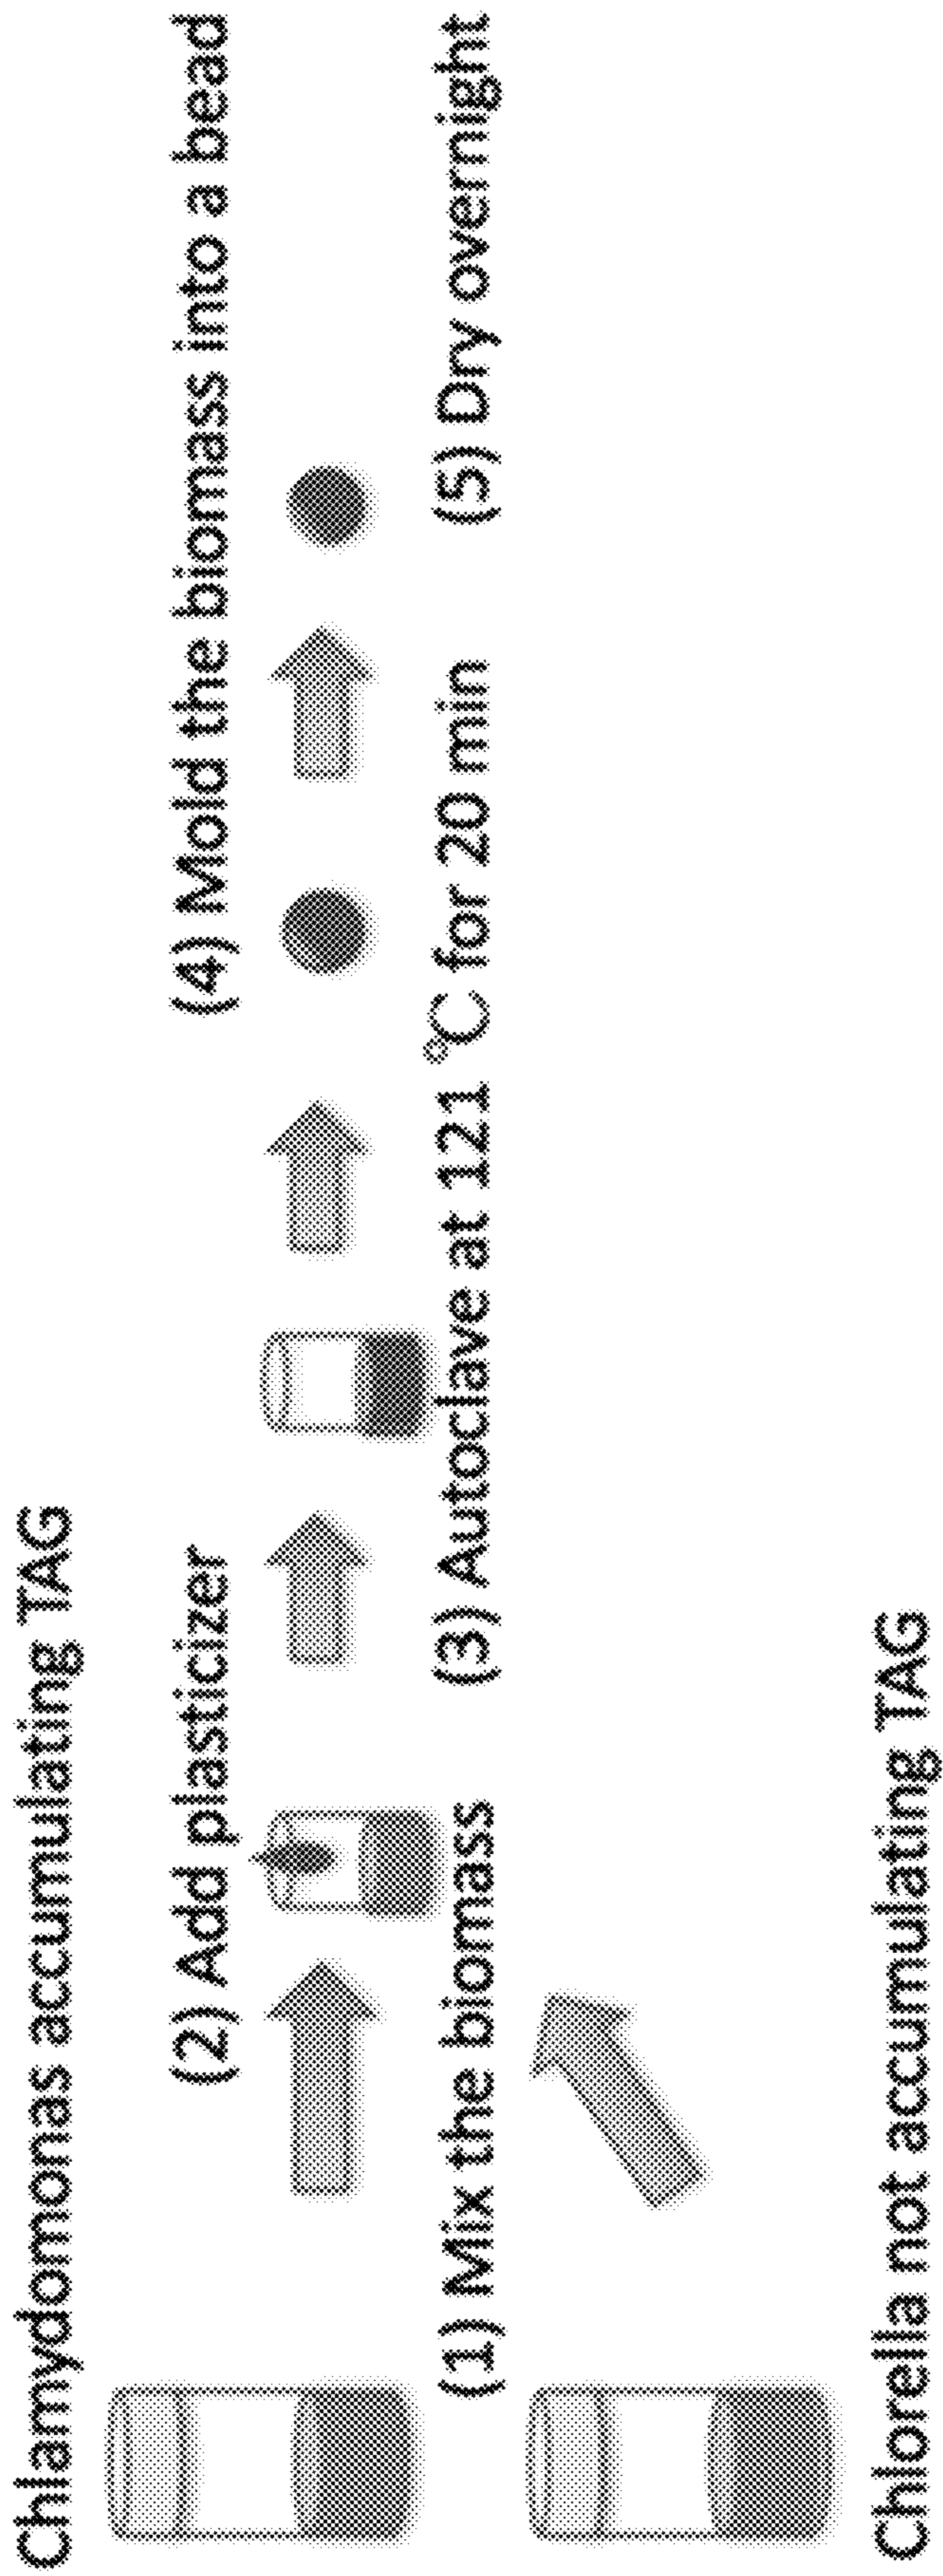 Chlamydomonas accumulating TAG
(2) Add plasticizer
(4) Mold the biomass into a bead
(1) Mix the biomass
(3) Autoclave at 121 °C for 20 min
(5) Dry overnight
Chlorella not accumulating TAG